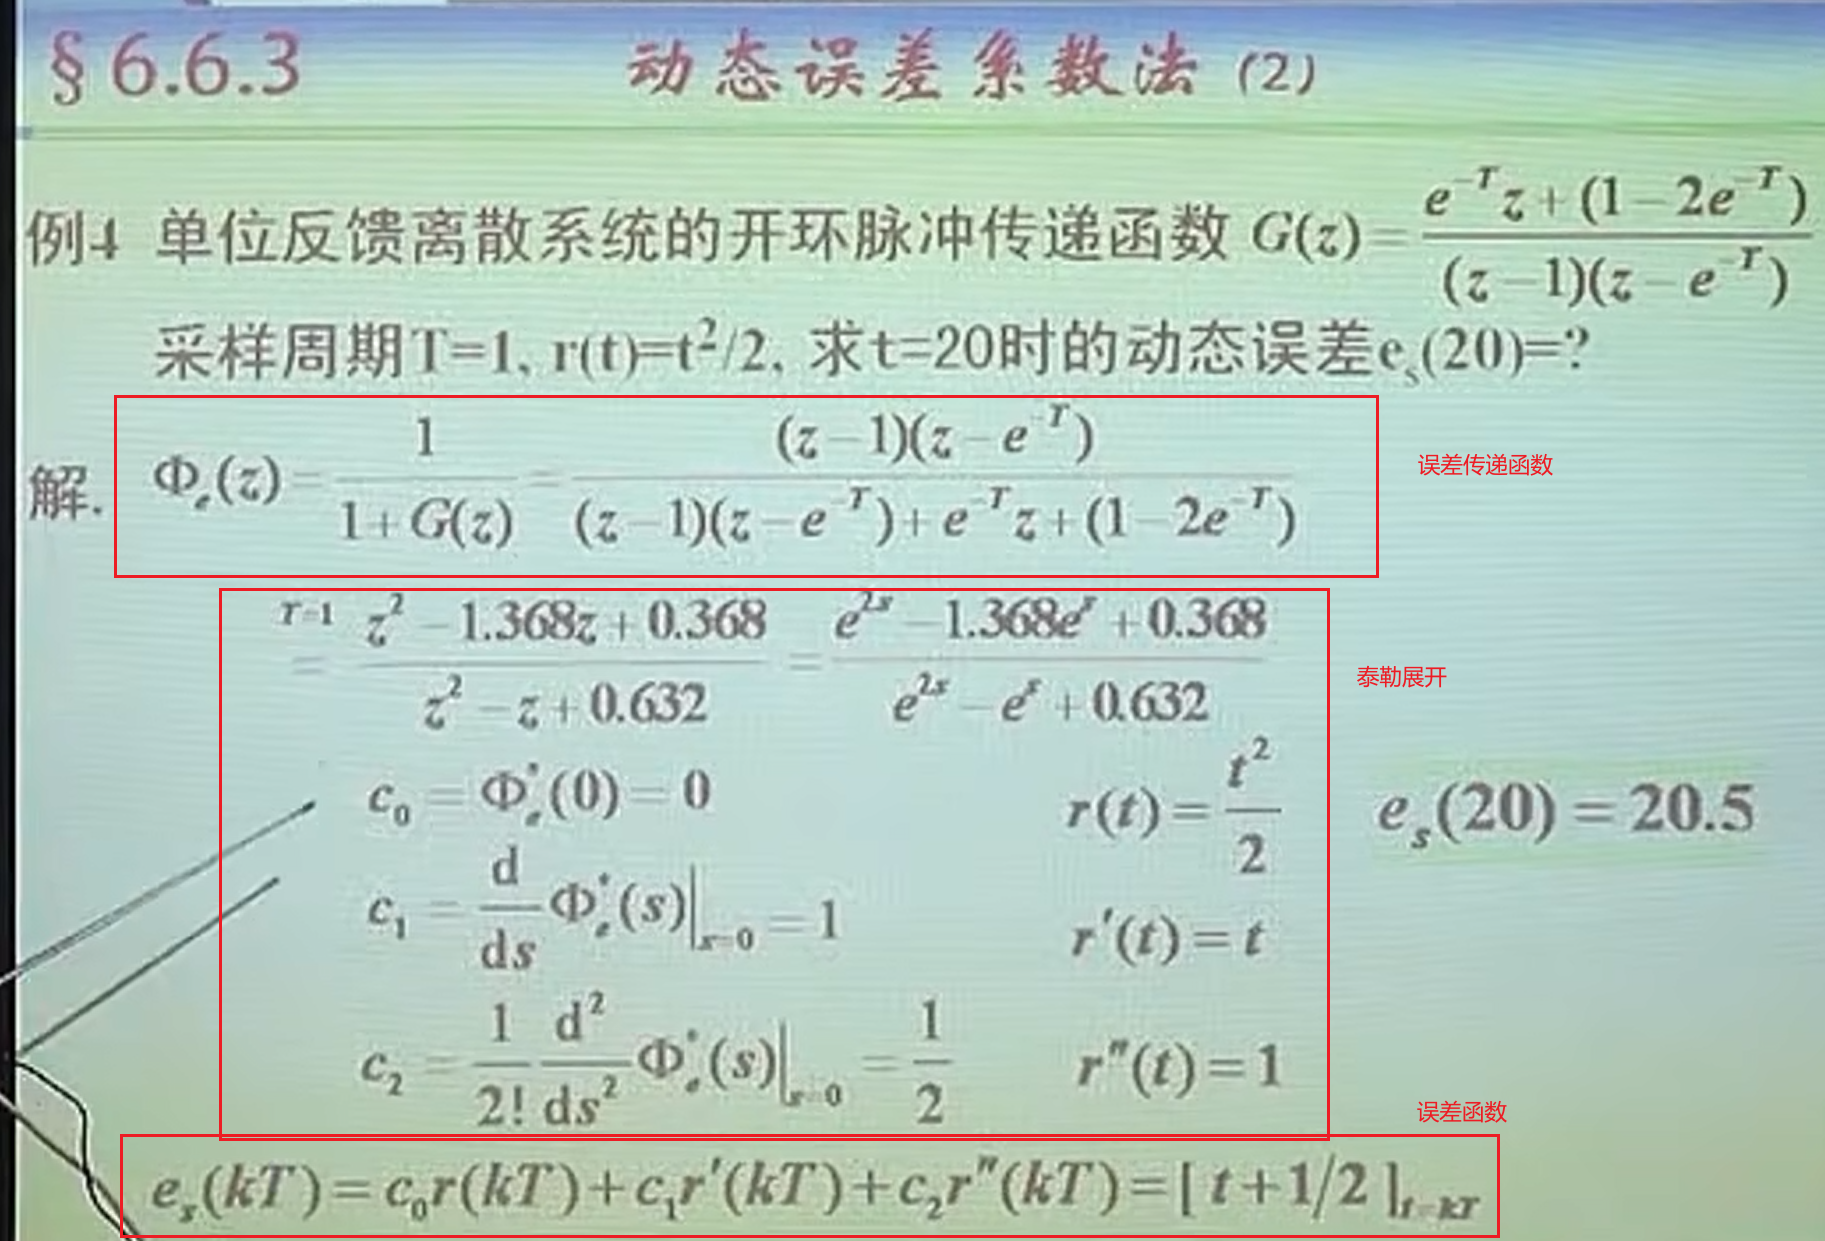 §6.6.3 动态误差系数法 (2)
例4 单位反馈离散系统的开环脉冲传递函数 G(z) = \frac{e^{-T}z+(1-2e^{-T})}{(z-1)(z-e^{-T})}
采样周期T=1, r(t)=t²/2, 求t=20时的动态误差e_s(20)=?
解. Φ_e(z) = \frac{1}{1+G(z)} = \frac{(z-1)(z-e^{-T})}{(z-1)(z-e^{-T})+e^{-T}z+(1-2e^{-T})}
误差传递函数
\overset{T=1}{=} \frac{z^2-1.368z+0.368}{z^2-z+0.632} = \frac{e^{2s}-1.368e^s+0.368}{e^{2s}-e^s+0.632}
泰勒展开
c_0 = Φ_e^*(0) = 0 r(t) = \frac{t^2}{2} e_s(20) = 20.5
c_1 = \frac{d}{ds}Φ_e^*(s)|_{s=0} = 1 r'(t) = t
c_2 = \frac{1}{2!}\frac{d^2}{ds^2}Φ_e^*(s)|_{s=0} = \frac{1}{2} r''(t) = 1
误差函数
e_s(kT) = c_0r(kT)+c_1r'(kT)+c_2r''(kT) = [t+1/2]_{t=kT}